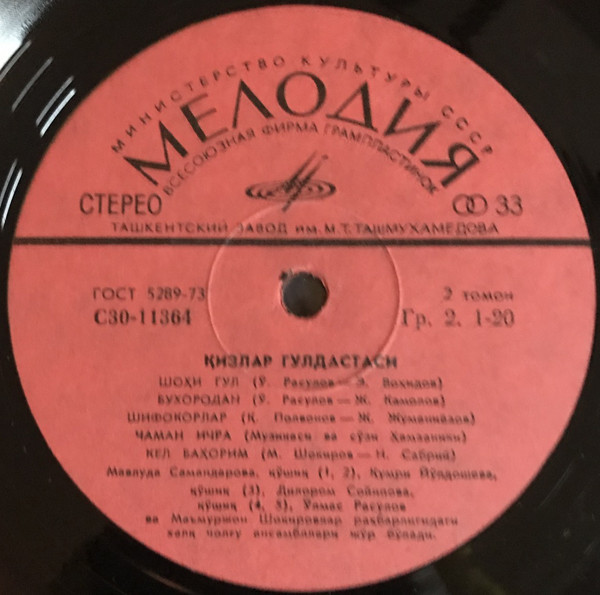 МИНИСТЕРСТВО КУЛЬТУРЫ СССР
МЕЛОДИЯ
ВСЕСОЮЗНАЯ ФИРМА ГРАМПЛАСТИНОК
СТЕРЕО 33
ТАШКЕНТСКИЙ ЗАВОД ИМ. М.Т.ТАШМУХАМЕДОВА
ГОСТ 5289-73 2 томон
С30-11364 Гр. 2. 1-20
ҚИЗЛАР ГУЛДАСТАСИ
ШОҲИ ГУЛ (Ў. Расулов — Э. Воҳидов)
БУХОРОДАН (Ў. Расулов — Ж. Камолов)
ШИФОКОРЛАР (Қ. Полвонов — Ж. Жуманиёзов)
ЧАМАН ИЧРА (Музикаси ва сўзи Ҳамзаники)
КЕЛ БАҲОРИМ (М. Шокиров — Н. Сабрий)
Мавлуда Самандарова, қўшиқ (1, 2), Қумри Йўлдошева,
қўшиқ (3), Дилором Сойипова,
қўшиқ (4, 5), Ўлмас Расулов
ва Маъмуржон Шокировлар раҳбарлигидаги
халқ чолғу ансамбллари жўр бўлади.